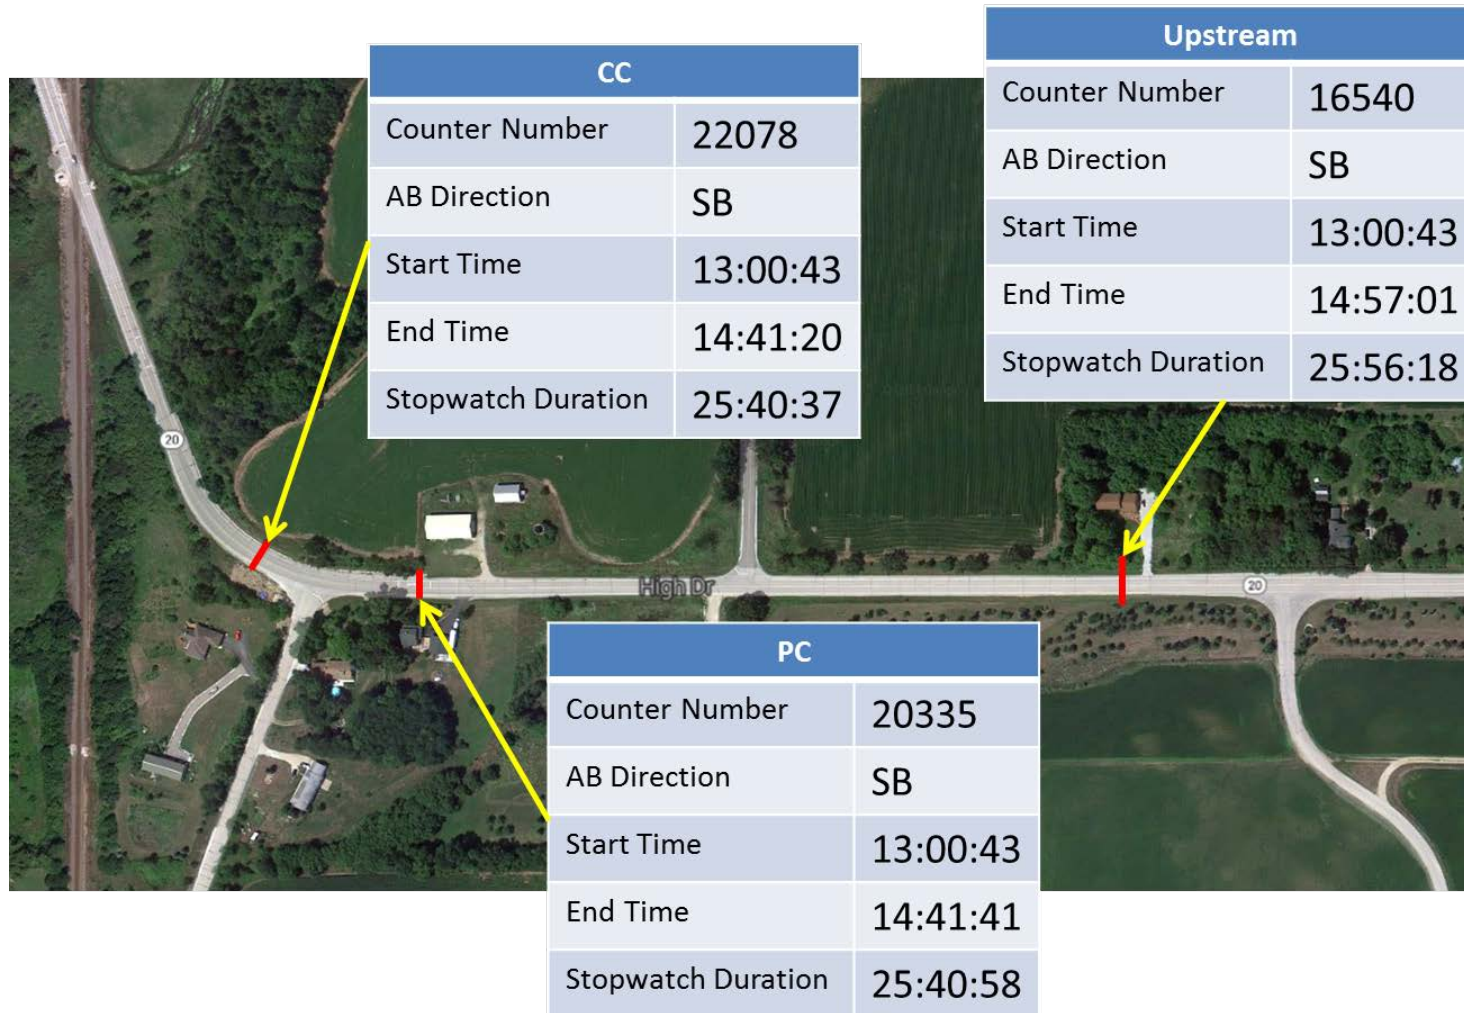 CC
Counter Number 22078
AB Direction SB
Start Time 13:00:43
End Time 14:41:20
Stopwatch Duration 25:40:37
Upstream
Counter Number 16540
AB Direction SB
Start Time 13:00:43
End Time 14:57:01
Stopwatch Duration 25:56:18
20
High Dr
20
PC
Counter Number 20335
AB Direction SB
Start Time 13:00:43
End Time 14:41:41
Stopwatch Duration 25:40:58